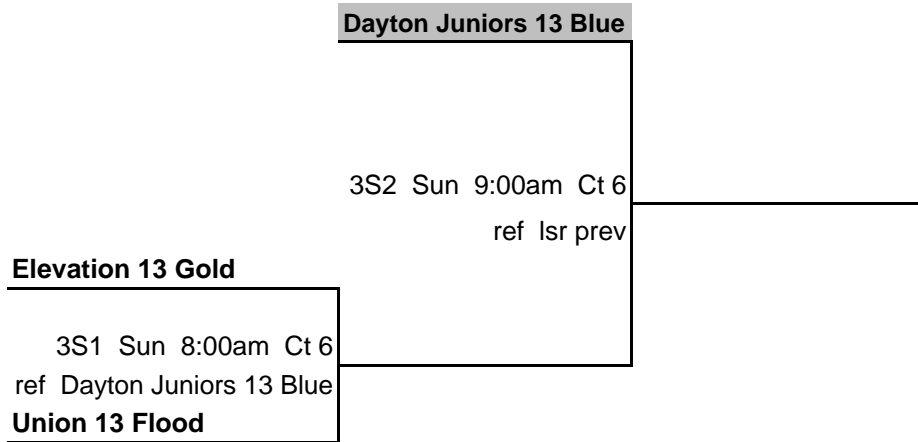 Dayton Juniors 13 Blue
3S2 Sun 9:00am Ct 6
ref lsr prev
Elevation 13 Gold
3S1 Sun 8:00am Ct 6
ref Dayton Juniors 13 Blue
Union 13 Flood